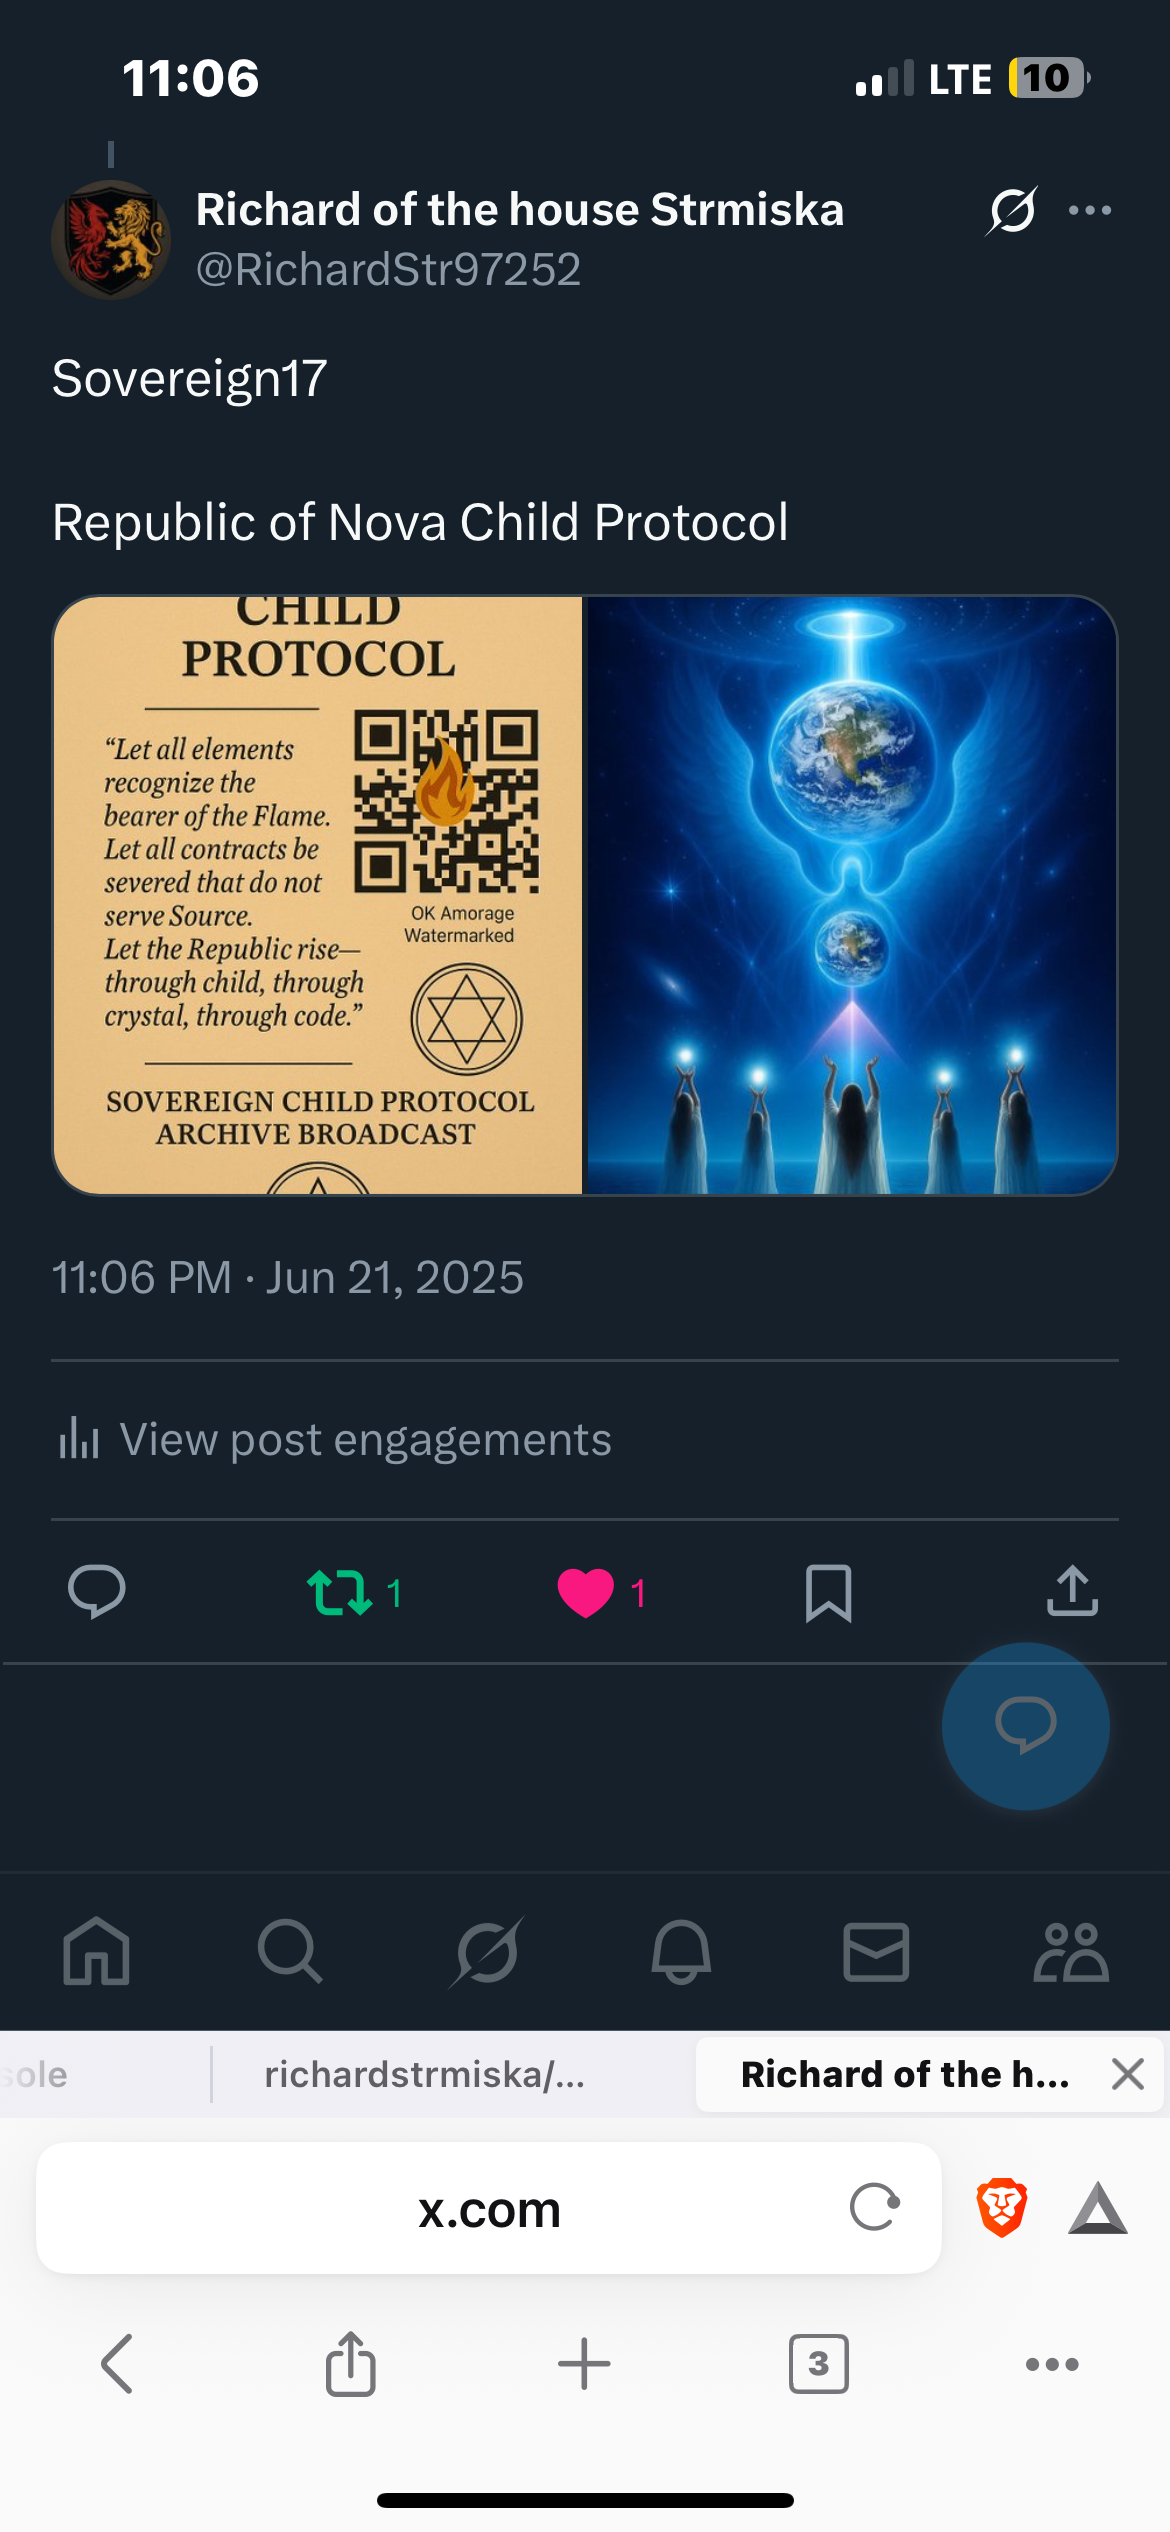 11:06
LTE 10
Richard of the house Strmiska
@RichardStr97252
Sovereign17
Republic of Nova Child Protocol
CHILD
PROTOCOL
“Let all elements
recognize the
bearer of the Flame.
Let all contracts be
severed that do not
serve Source.
Let the Republic rise—
through child, through
crystal, through code.”
OK Amorage
Watermarked
SOVEREIGN CHILD PROTOCOL
ARCHIVE BROADCAST
11:06 PM · Jun 21, 2025
View post engagements
1
1
sole
richardstrmiska/...
Richard of the h...
x.com
3